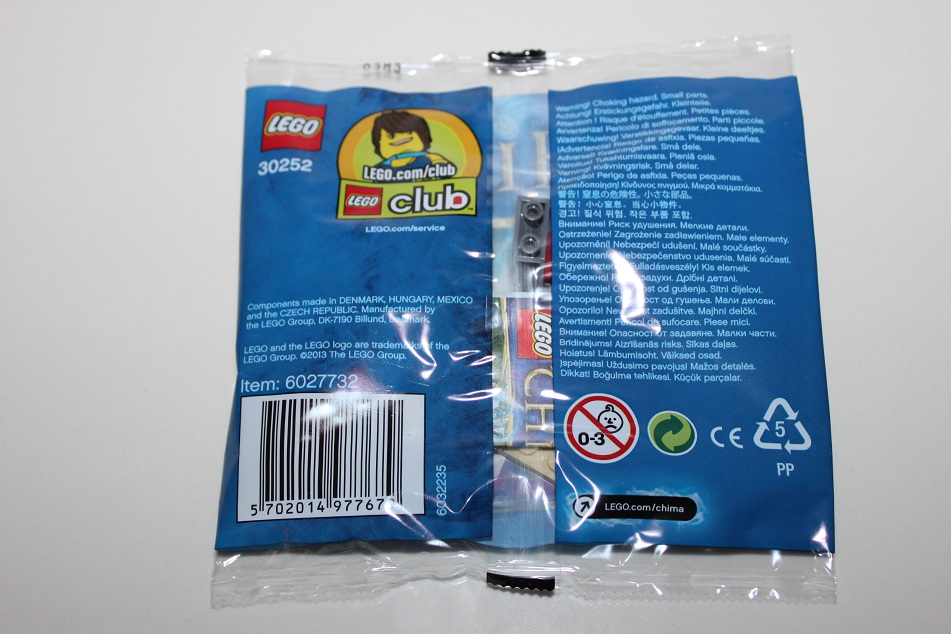 LEGO
30252
LEGO.com/club
LEGO club
LEGO.com/service
Components made in DENMARK, HUNGARY, MEXICO
and the CZECH REPUBLIC. Manufactured by
the LEGO Group, DK-7190 Billund, Denmark.
LEGO and the LEGO logo are trademarks of the
LEGO Group. ©2013 The LEGO Group.
Item: 6027732
5 702014 97767
6032235
LEGO
CH
Warning! Choking hazard. Small parts.
Achtung! Erstickungsgefahr. Kleinteile.
Attention ! Risque d'étouffement. Petites pièces.
Avvertenza! Pericolo di soffocamento. Parti piccole.
Waarschuwing! Verstikkingsgevaar. Kleine deeltjes.
¡Advertencia! Riesgo de asfixia. Piezas pequeñas.
Advarsel! Kvælningsfare. Små dele.
Varoitus! Tukehtumisvaara. Pieniä osia.
Varning! Kvävningsrisk. Små delar.
Atenção! Perigo de asfixia. Peças pequenas.
Προειδοποίηση! Κίνδυνος πνιγμού. Μικρά κομματάκια.
警告! 窒息の危険性。小さな部品。
警告! 小心窒息。当心小物件。
경고! 질식 위험. 작은 부품 포함.
Внимание! Риск удушения. Мелкие детали.
Ostrzeżenie! Zagrożenie zadławieniem. Małe elementy.
Upozornění! Nebezpečí udušení. Malé součástky.
Upozornenie! Nebezpečenstvo udusenia. Malé súčasti.
Figyelmeztetés! Fulladásveszély! Kis elemek.
Обережно! задухи. Дрібні деталі.
Upozorenje! Opasnost od gušenja. Sitni dijelovi.
Упозорење! Опасност од гушења. Мали делови.
Opozorilo! Nevarnost zadušitve. Majhni delčki.
Avertisment! Pericol de sufocare. Piese mici.
Внимание! Опасност от задавяне. Малки части.
Brīdinājums! Aizrīšanās risks. Sīkas daļas.
Hoiatus! Lämbumisoht. Väiksed osad.
Įspėjimas! Uždusimo pavojus! Mažos detalės.
Dikkat! Boğulma tehlikesi. Küçük parçalar.
0-3
CE
5
PP
LEGO.com/chima